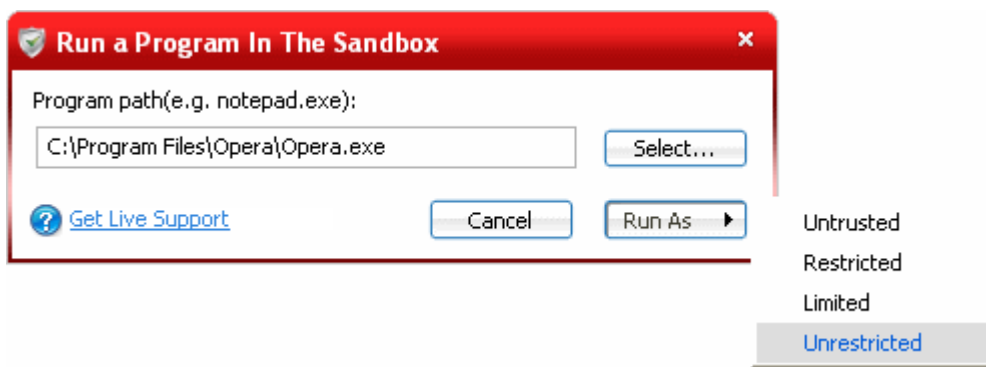 Run a Program In The Sandbox
Program path(e.g. notepad.exe):
C:\Program Files\Opera\Opera.exe
Select...
Get Live Support
Cancel
Run As
Untrusted
Restricted
Limited
Unrestricted